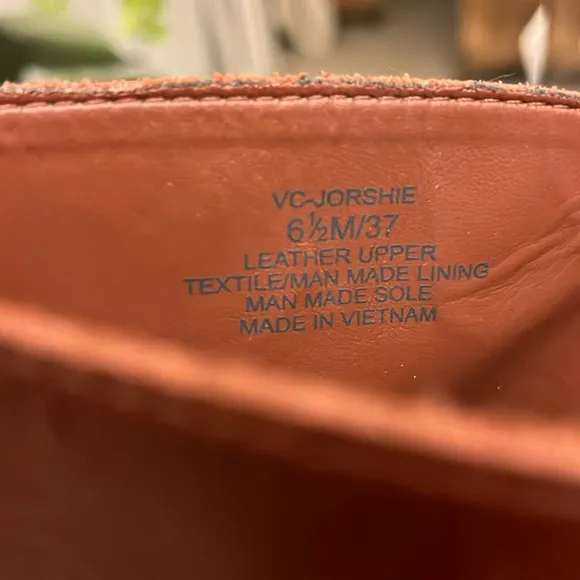 VC-JORSHIE
6½M/37
LEATHER UPPER
TEXTILE/MAN MADE LINING
MAN MADE SOLE
MADE IN VIETNAM